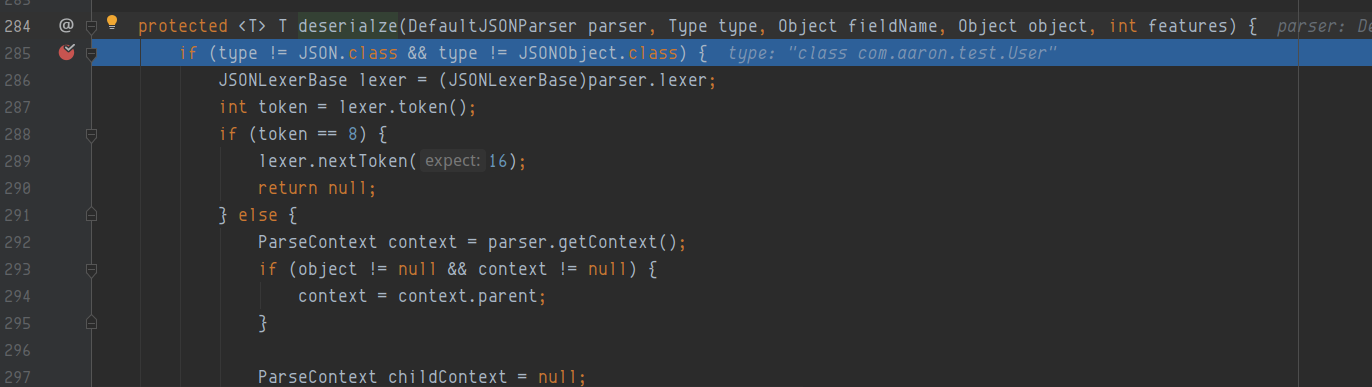 284 @ protected <T> T deserialze(DefaultJSONParser parser, Type type, Object fieldName, Object object, int features) { parser: De
285 if (type != JSON.class && type != JSONObject.class) { type: "class com.aaron.test.User"
286 JSONLexerBase lexer = (JSONLexerBase)parser.lexer;
287 int token = lexer.token();
288 if (token == 8) {
289 lexer.nextToken( expect: 16);
290 return null;
291 } else {
292 ParseContext context = parser.getContext();
293 if (object != null && context != null) {
294 context = context.parent;
295 }
296
297 ParseContext childContext = null;